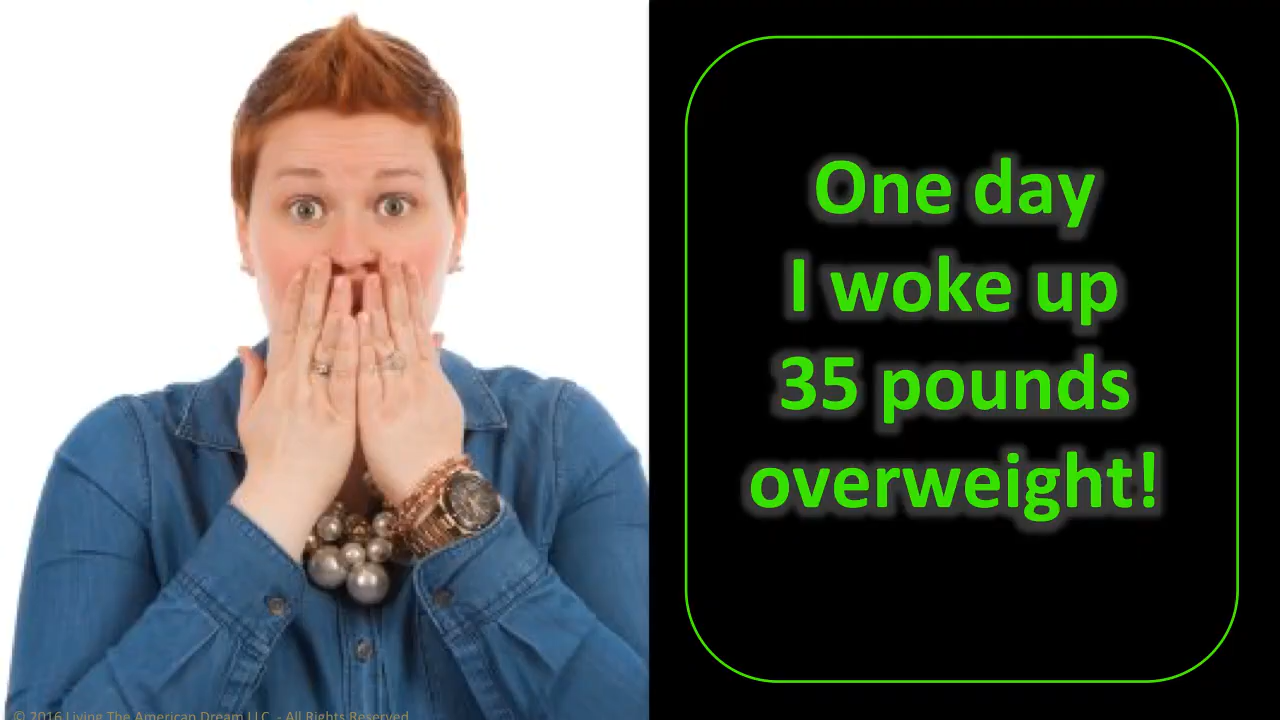 One day
I woke up
35 pounds
overweight!
© 2016 Living The American Dream LLC. - All Rights Reserved